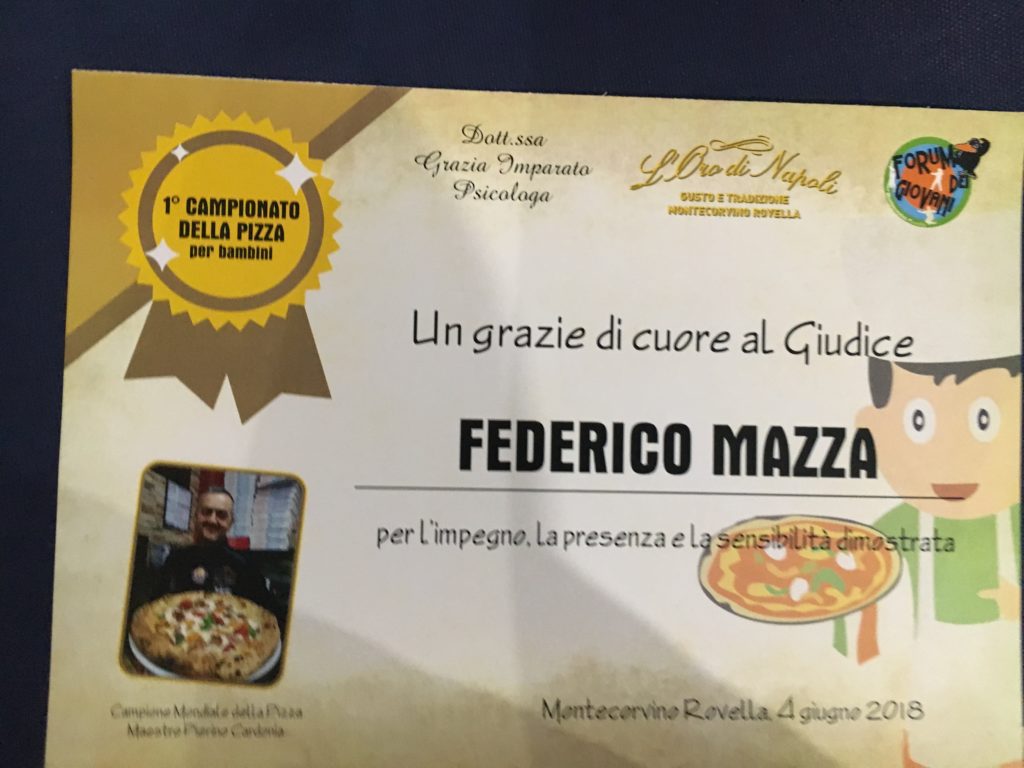 1° CAMPIONATO
DELLA PIZZA
per bambini
Dott.ssa
Grazia Imparato
Psicologa
L'Oro di Napoli
GUSTO E TRADIZIONE
MONTECORVINO ROVELLA
FORUM
DEI
GIOVANI
Un grazie di cuore al Giudice
FEDERICO MAZZA
per l'impegno, la presenza e la sensibilità dimostrata
Campione Mondiale della Pizza
Maestro Pierino
Montecorvino Rovella, 4 giugno 2018